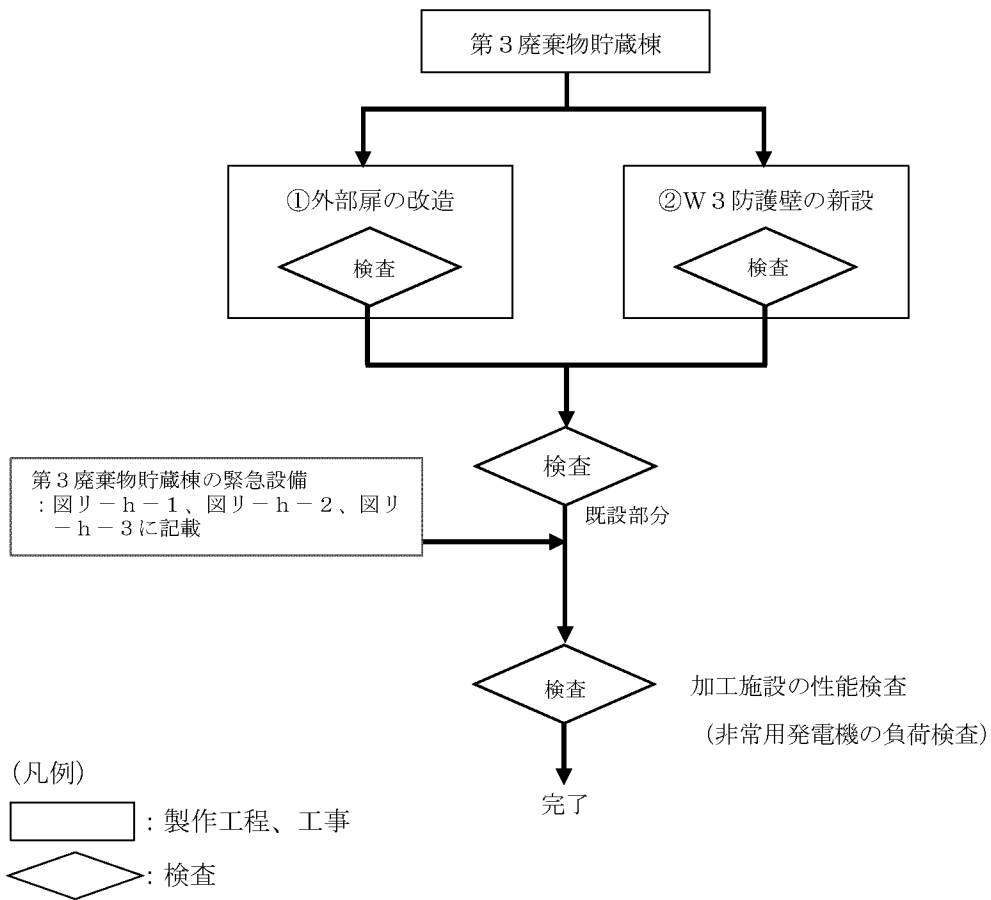 第３廃棄物貯蔵棟
①外部扉の改造
②Ｗ３防護壁の新設
検査
検査
検査
既設部分
第３廃棄物貯蔵棟の緊急設備
：図リ－ｈ－１、図リ－ｈ－２、図リ
－ｈ－３に記載
検査
加工施設の性能検査
（非常用発電機の負荷検査）
完了
（凡例）
：製作工程、工事
：検査